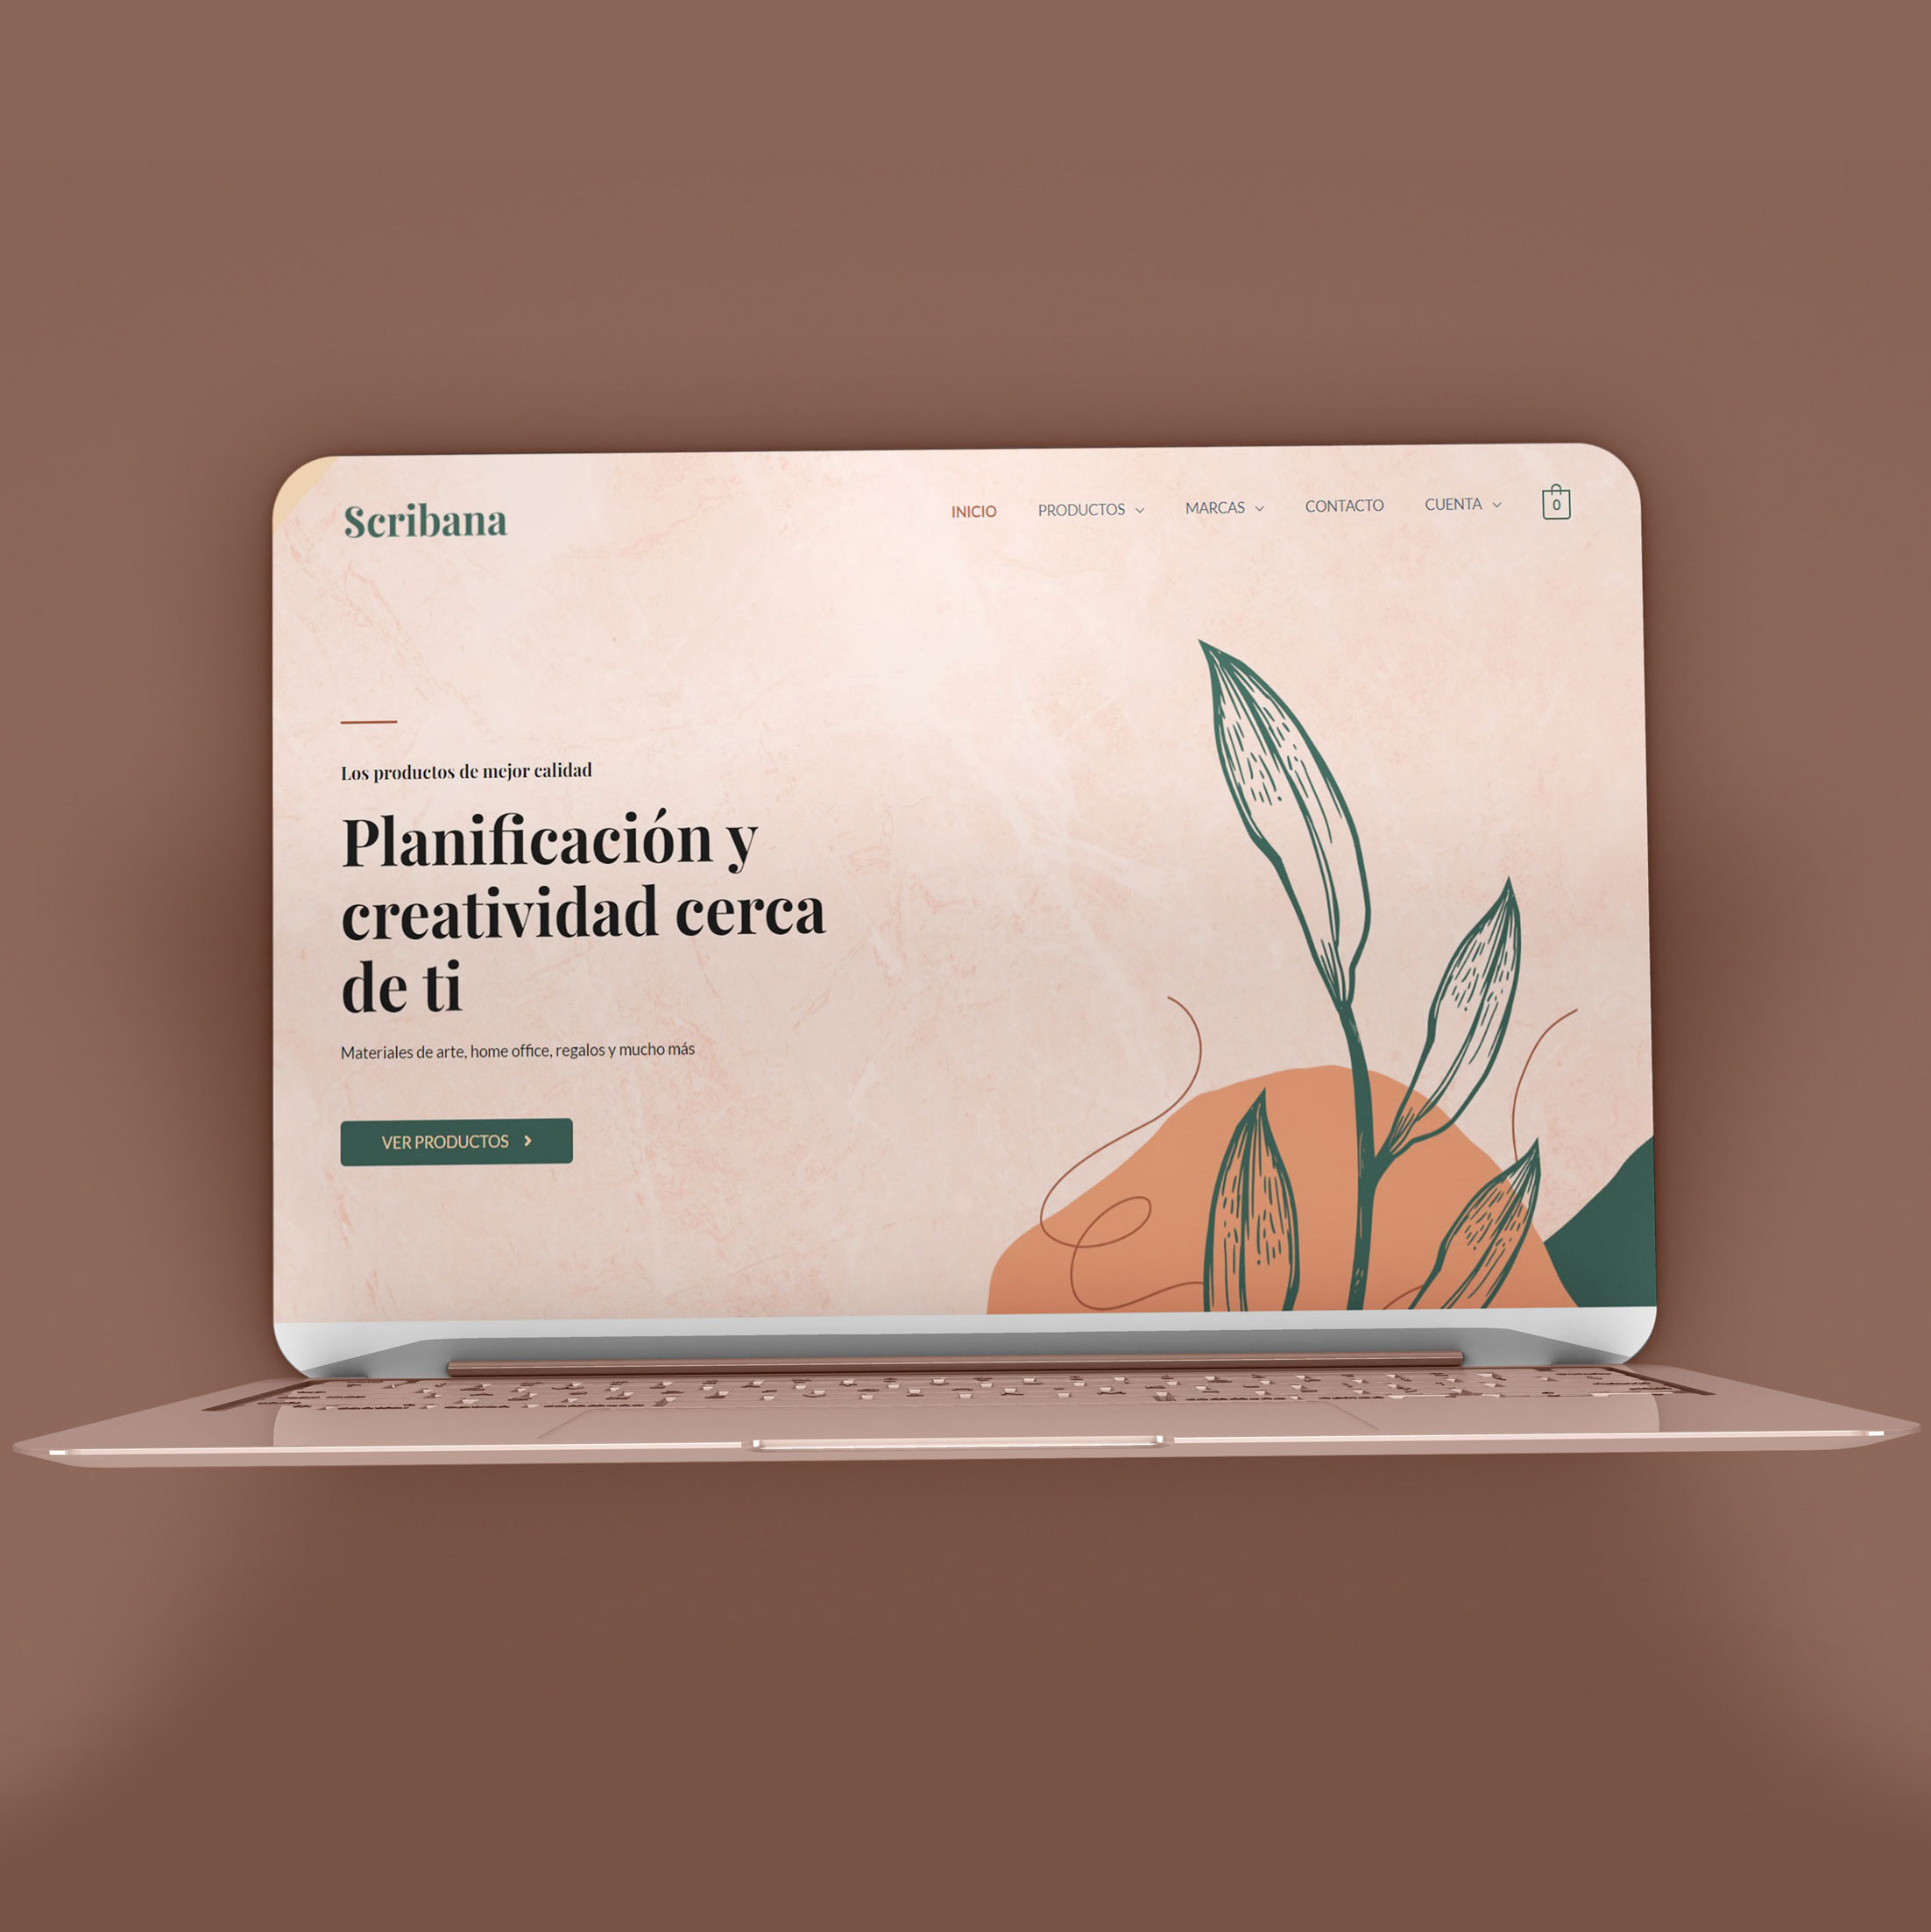 Scribana
INICIO PRODUCTOS MARCAS CONTACTO CUENTA 0
Los productos de mejor calidad
Planificación y
creatividad cerca
de ti
Materiales de arte, home office, regalos y mucho más
VER PRODUCTOS